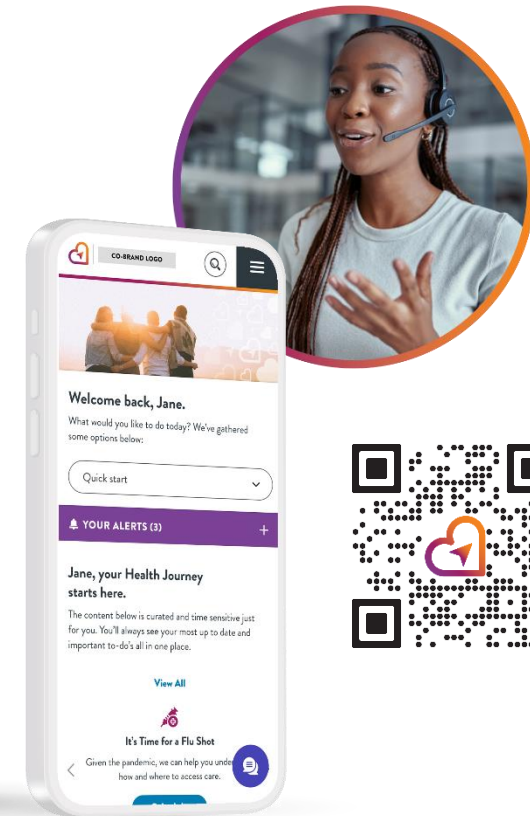 CO-BRAND LOGO
Welcome back, Jane.
What would you like to do today? We've gathered
some options below:
Quick start
YOUR ALERTS (3)
Jane, your Health Journey
starts here.
The content below is curated and time sensitive just
for you. You'll always see your most up to date and
important to-do's all in one place.
View All
It's Time for a Flu Shot
Given the pandemic, we can help you
how and where to access care.